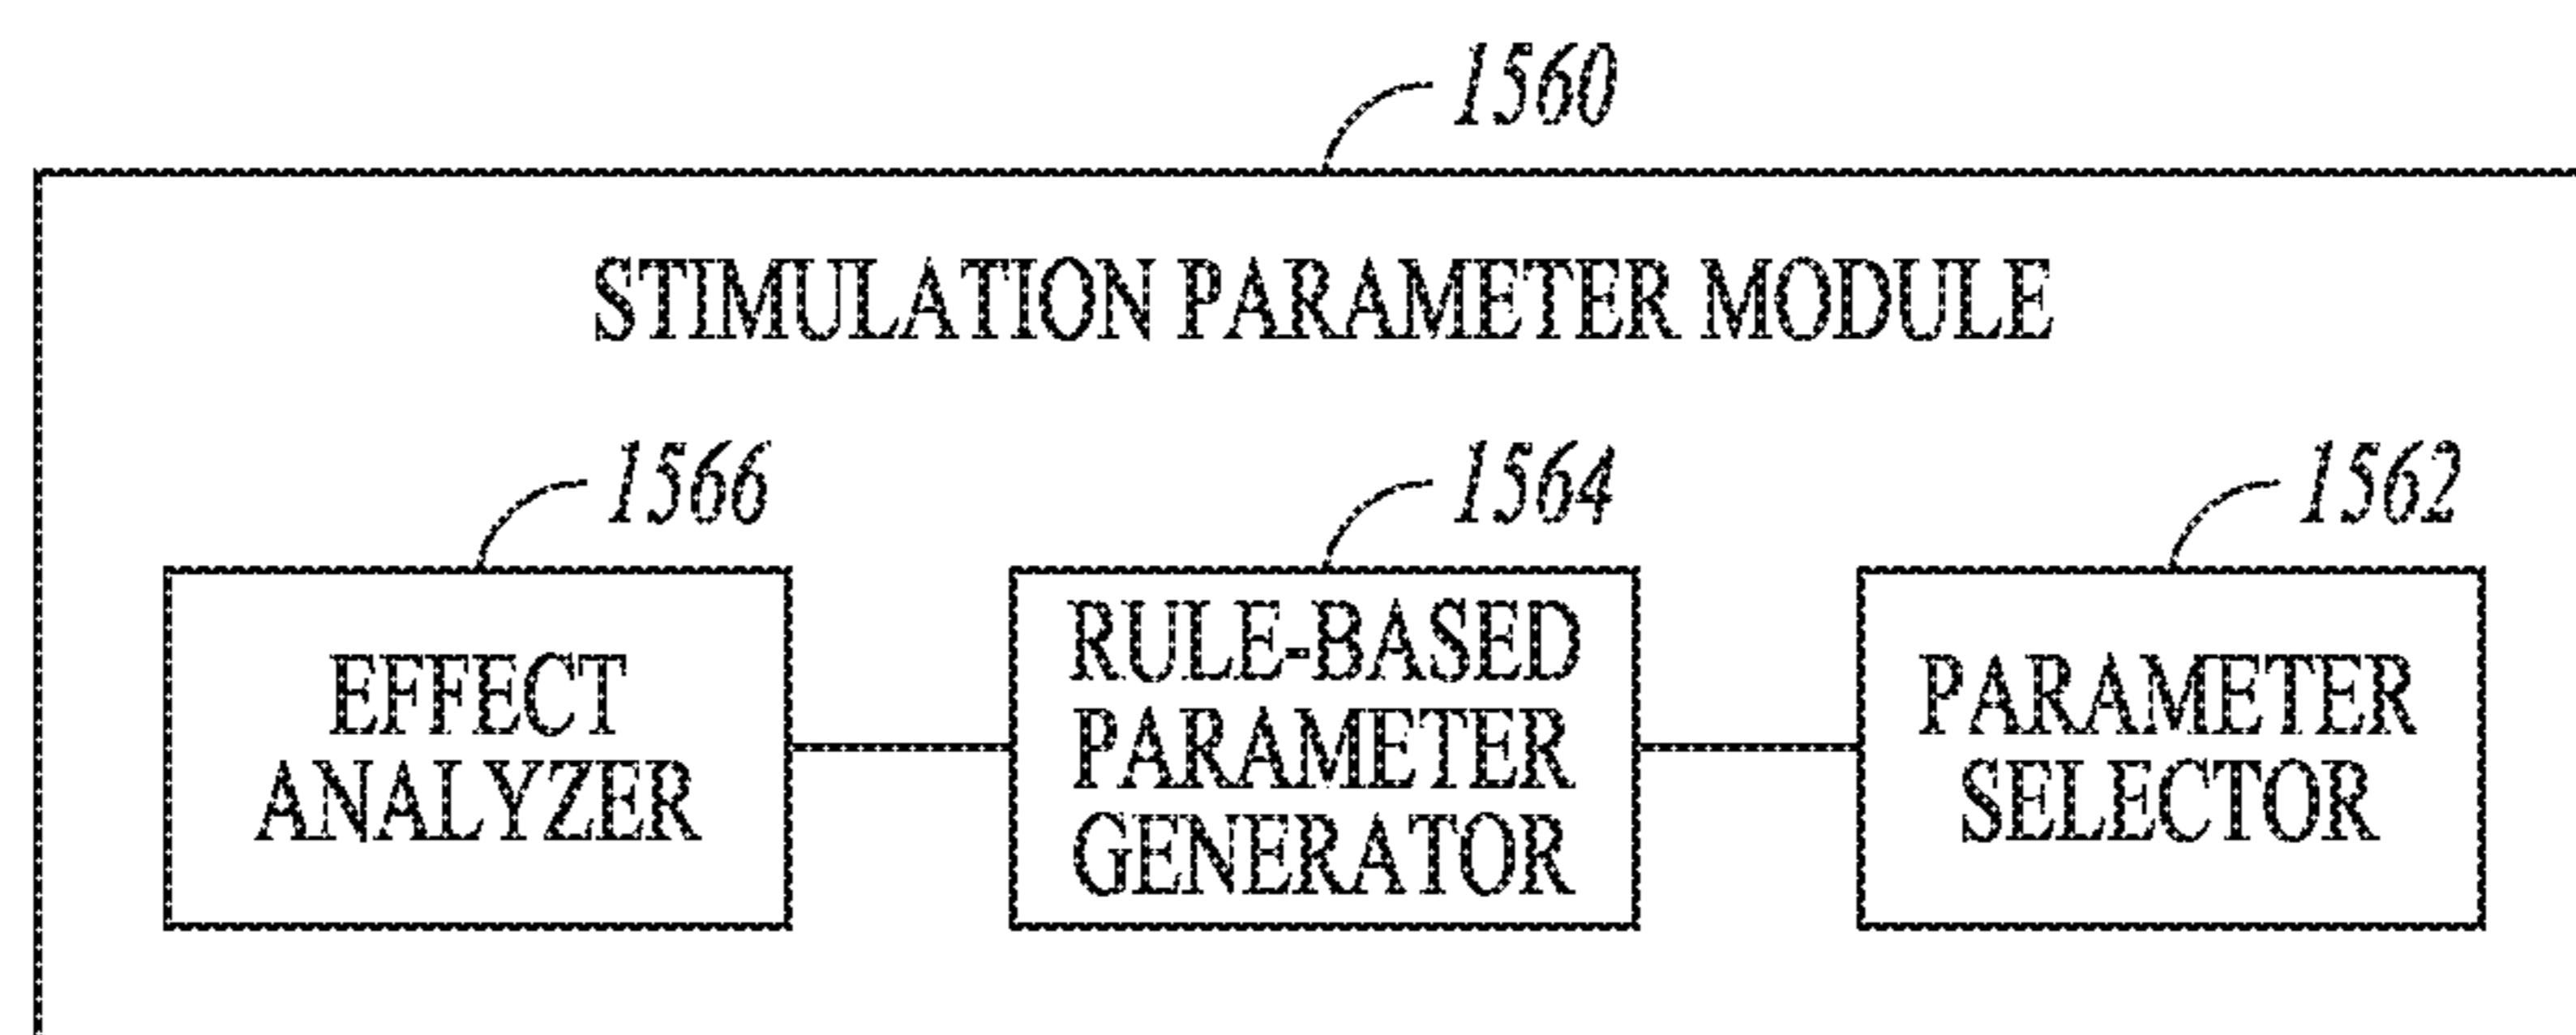 1560
STIMULATION PARAMETER MODULE
1566
1564
1562
EFFECT
ANALYZER
RULE-BASED
PARAMETER
GENERATOR
PARAMETER
SELECTOR